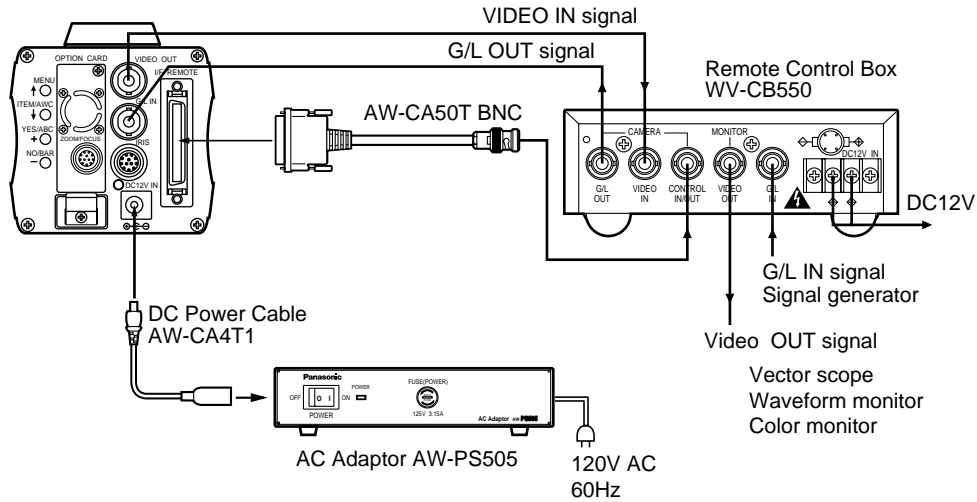 VIDEO IN signal
G/L OUT signal
OPTION CARD
VIDEO OUT
I/F REMOTE
MENU
G/L IN
ITEM/AWC
YES/ABC
+
ZOOM/FOCUS
IRIS
NO/BAR
−
DC12V IN
AW-CA50T BNC
Remote Control Box
WV-CB550
CAMERA
MONITOR
DC12V IN
G/L
OUT
VIDEO
IN
CONTROL
IN/OUT
VIDEO
OUT
G/L
IN
DC12V
G/L IN signal
Signal generator
DC Power Cable
AW-CA4T1
Video OUT signal
Vector scope
Waveform monitor
Color monitor
Panasonic
POWER
FUSE(POWER)
OFF
0 1
ON
POWER
125V 3.15A
AC Adaptor AW-PS505
AC Adaptor AW-PS505
120V AC
60Hz